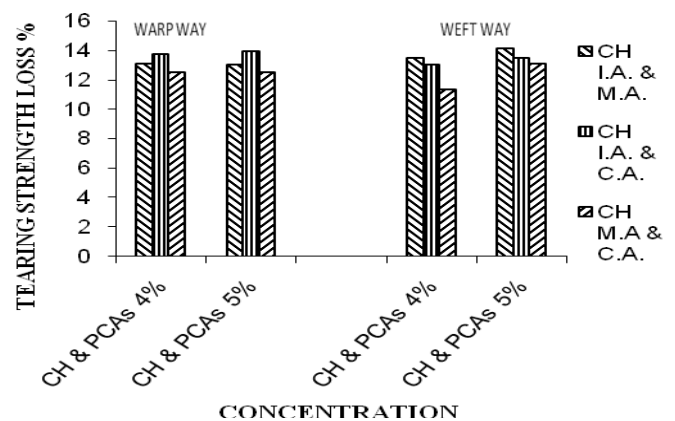 TEARING STRENGTH LOSS %
16
14
12
10
8
6
4
2
0
WARP WAY
WEFT WAY
CH & PCAs 4%
CH & PCAs 5%
CH & PCAs 4%
CH & PCAs 5%
CONCENTRATION
CH
I.A. &
M.A.
CH
I.A. &
C.A.
CH
M.A &
C.A.